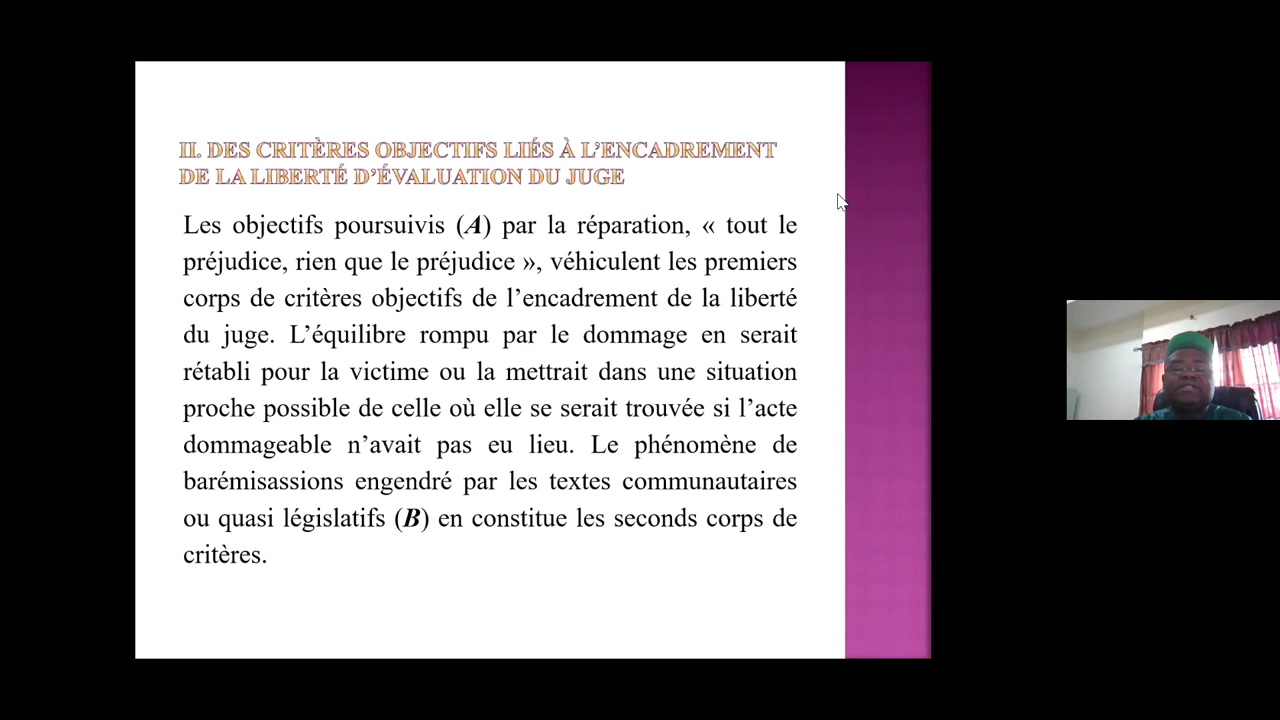 II. DES CRITÈRES OBJECTIFS LIÉS À L'ENCADREMENT
DE LA LIBERTÉ D'ÉVALUATION DU JUGE
Les objectifs poursuivis (A) par la réparation, « tout le
préjudice, rien que le préjudice », véhiculent les premiers
corps de critères objectifs de l'encadrement de la liberté
du juge. L'équilibre rompu par le dommage en serait
rétabli pour la victime ou la mettrait dans une situation
proche possible de celle où elle se serait trouvée si l'acte
dommageable n'avait pas eu lieu. Le phénomène de
barémisassions engendré par les textes communautaires
ou quasi législatifs (B) en constitue les seconds corps de
critères.